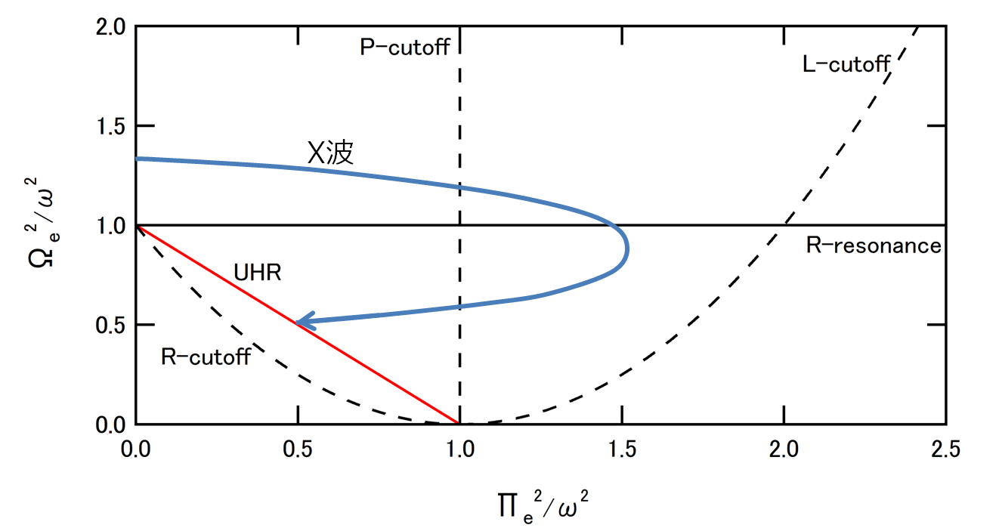 2.0
P-cutoff
L-cutoff
1.5
X波
Ωe²/ω²
1.0
R-resonance
UHR
0.5
R-cutoff
0.0
0.0 0.5 1.0 1.5 2.0 2.5
Πe²/ω²